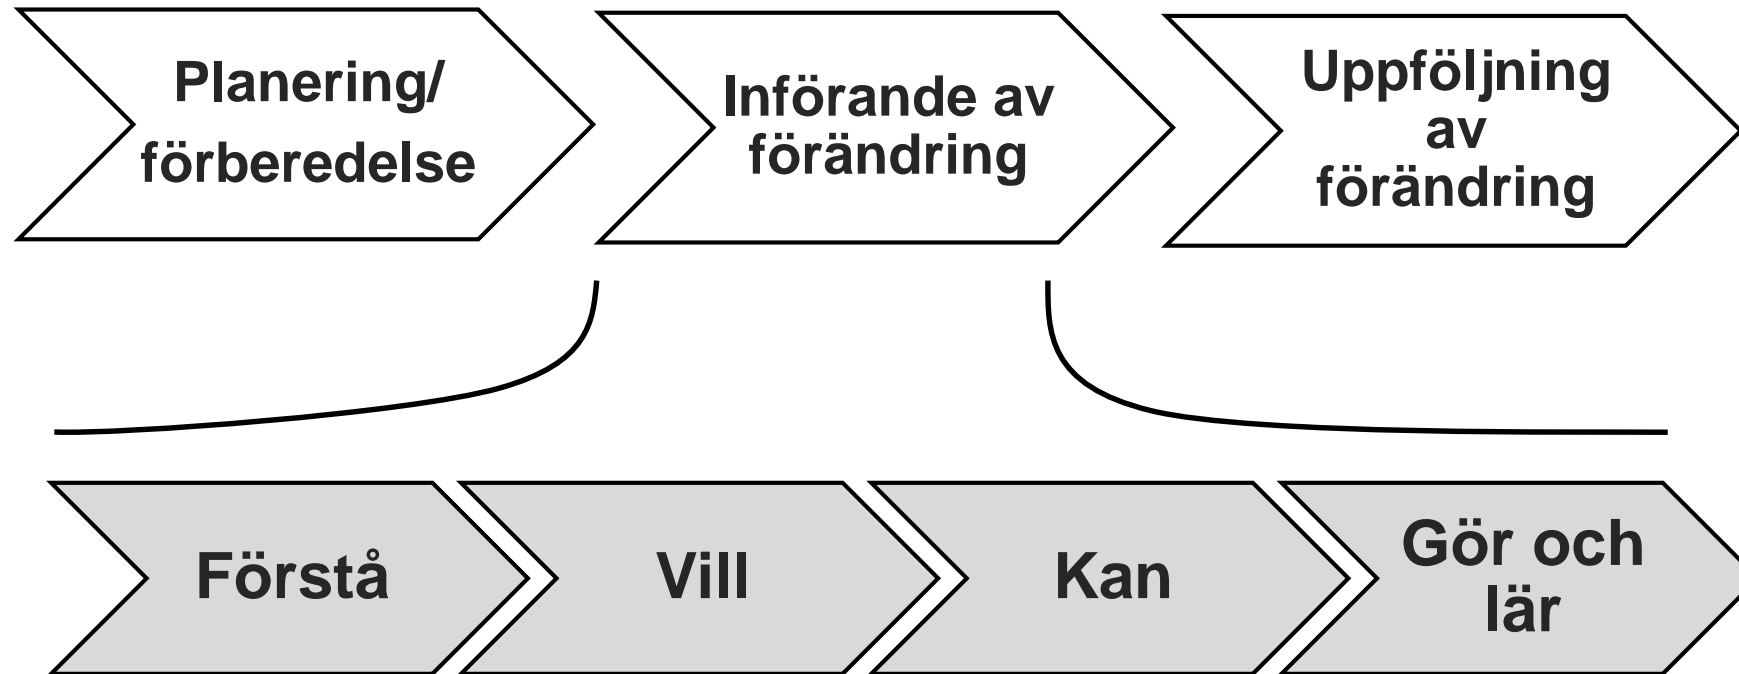 Planering/
förberedelse
Införande av
förändring
Uppföljning
av
förändring
Förstå
Vill
Kan
Gör och
lär